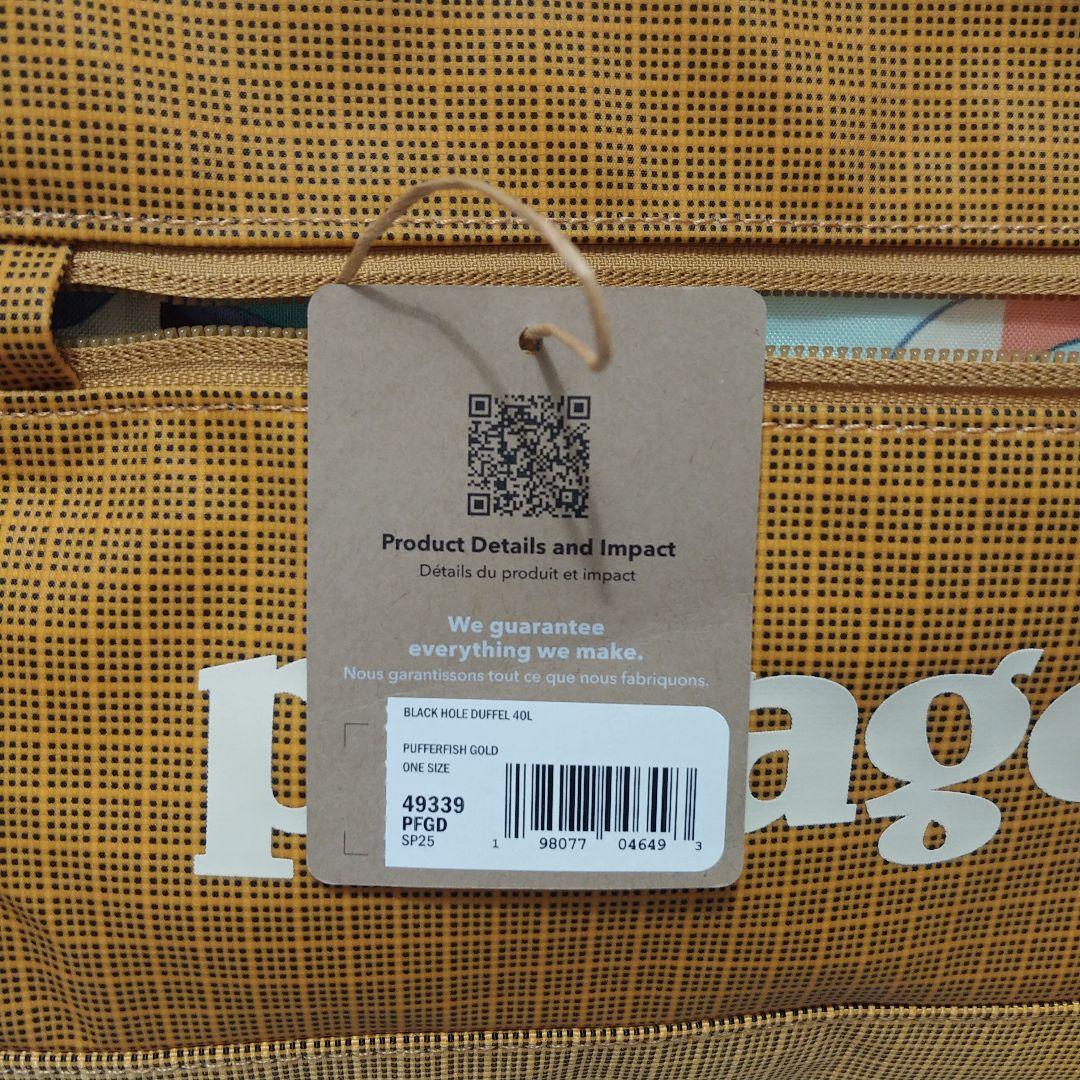 Product Details and Impact
Détails du produit et impact
We guarantee
everything we make.
Nous garantissons tout ce que nous fabriquons.
BLACK HOLE DUFFEL 40L
PUFFERFISH GOLD
ONE SIZE
49339
PFGD
SP25
1 98077 04649 3
p ago